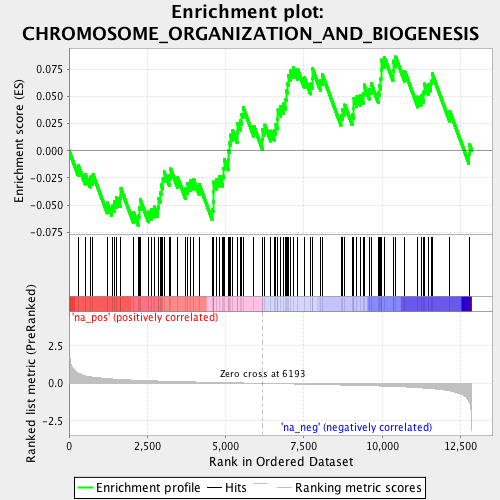 Enrichment plot:
CHROMOSOME_ORGANIZATION_AND_BIOGENESIS
Enrichment score (ES)
0.075
0.050
0.025
0.000
-0.025
-0.050
-0.075
'na_pos' (positively correlated)
Ranked list metric (PreRanked)
2.5
0.0
-2.5
Zero cross at 6193
'na_neg' (negatively correlated)
0
2,500
5,000
7,500
10,000
12,500
Rank in Ordered Dataset
Enrichment profile
Hits
Ranking metric scores